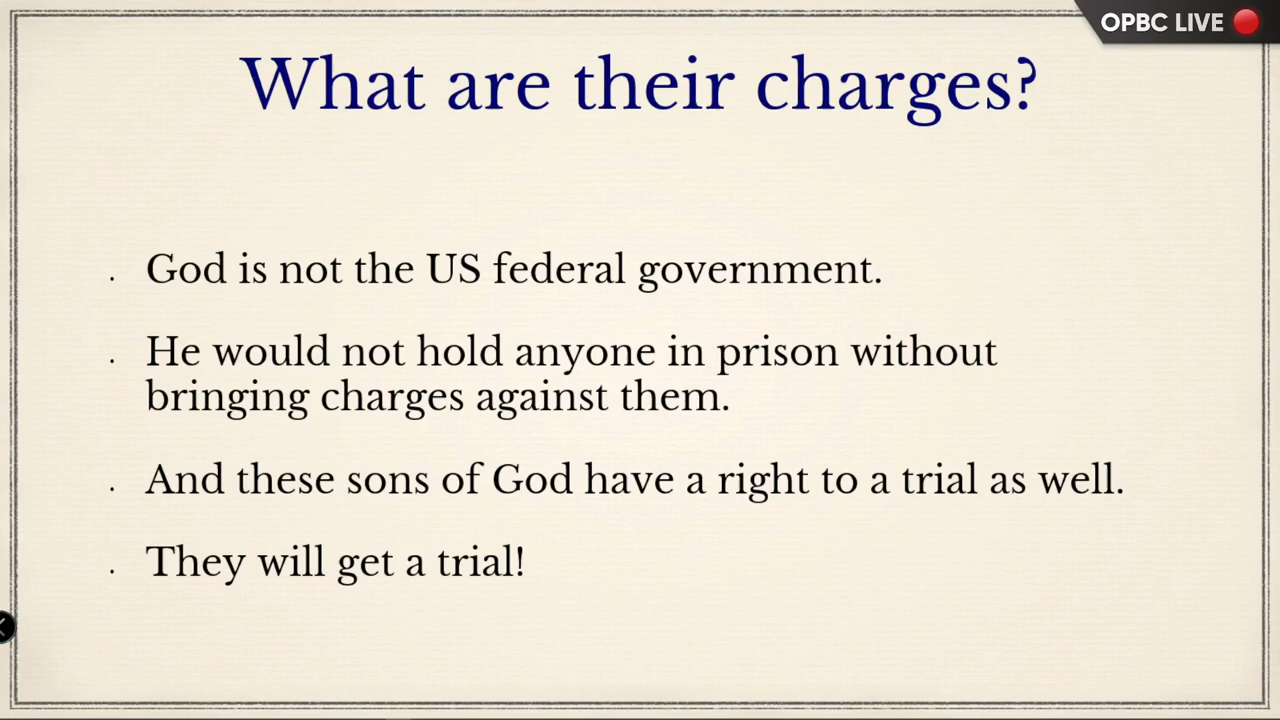 OPBC LIVE
What are their charges?
. God is not the US federal government.
. He would not hold anyone in prison without
bringing charges against them.
. And these sons of God have a right to a trial as well.
. They will get a trial!